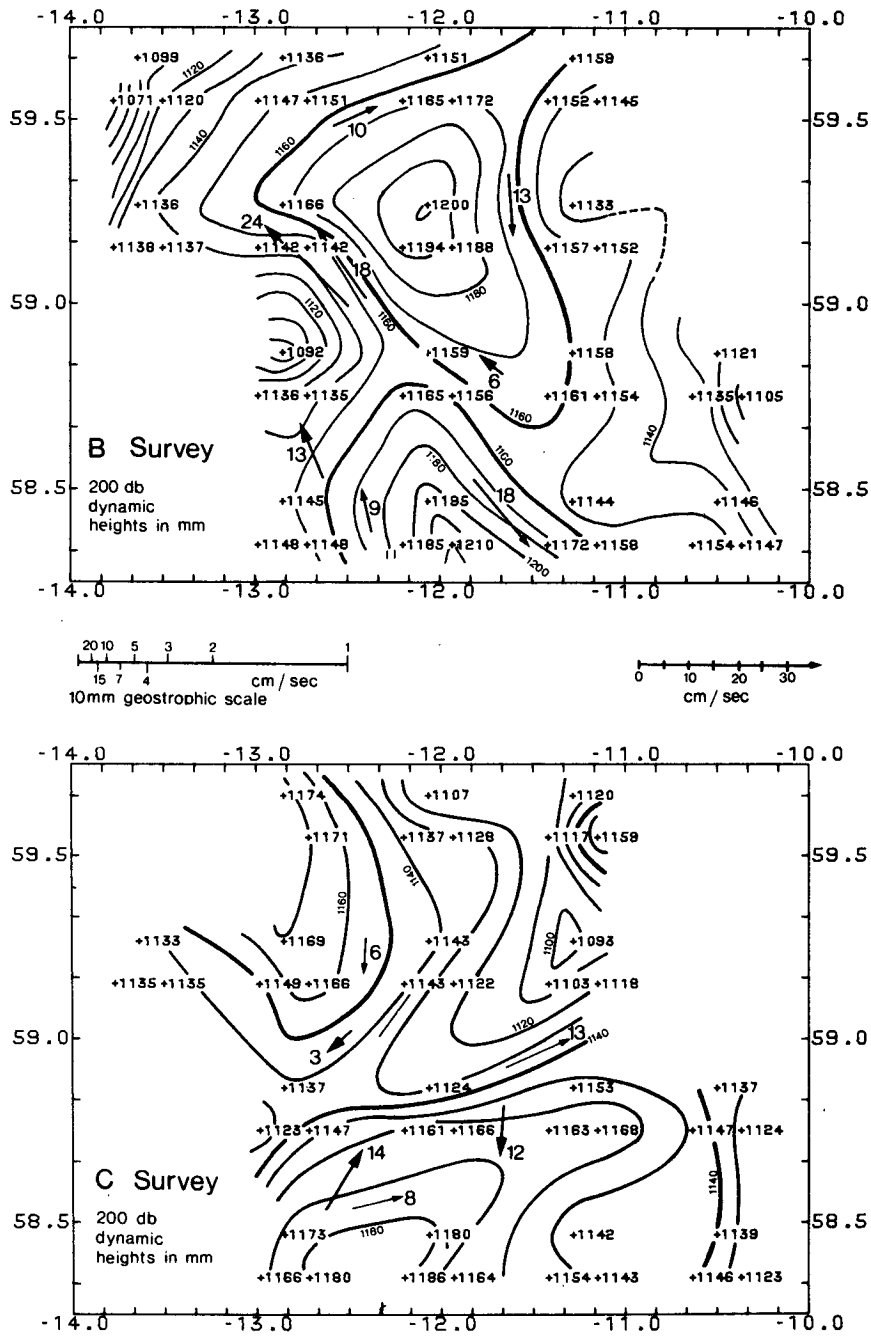 -14.0 -13.0 -12.0 -11.0 -10.0
+1099 +1136 +1151 +1159
1120
+1071 +1120 +1147 +1151 +1165 +1172 +1152 +1145
59.5 59.5
10
1140
1160
+1136 +1166 +1200 13 +1133
24
+1138 +1137 +1142 +1142 +1194 +1188 +1157 +1152
18
1180
59.0 59.0
1120
1160
+1092 +1159 +1158 +1121
6
+1136 +1135 +1165 +1156 +1161 +1154 +1135 +1105
1160
1140
B Survey
13
1160
1180
200 db
dynamic
heights in mm
58.5 58.5
+1145 9 +1185 18 +1144 +1146
+1148 +1148 +1185 +1210 +1172 +1158 +1154 +1147
1200
-14.0 -13.0 -12.0 -11.0 -10.0
20 10 5 3 2 1
15 7 4 cm/sec
10mm geostrophic scale
0 10 20 30
cm/sec
-14.0 -13.0 -12.0 -11.0 -10.0
+1174 +1107 +1120
+1171 +1137 +1128 +1117 +1159
59.5 59.5
1140
1160
+1133 +1169 6 +1143 1100 +1093
+1135 +1135 +1149 +1166 +1143 +1122 +1103 +1118
59.0 59.0
1120
13
1140
3
+1137 +1124 +1153 +1137
+1123 +1147 +1161 +1166 +1163 +1168 +1147 +1124
14 12
C Survey
1140
8
200 db
dynamic
heights in mm
58.5 58.5
+1173 1180 +1180 +1142 +1139
+1166 +1180 +1186 +1164 +1154 +1143 +1146 +1123
-14.0 -13.0 -12.0 -11.0 -10.0